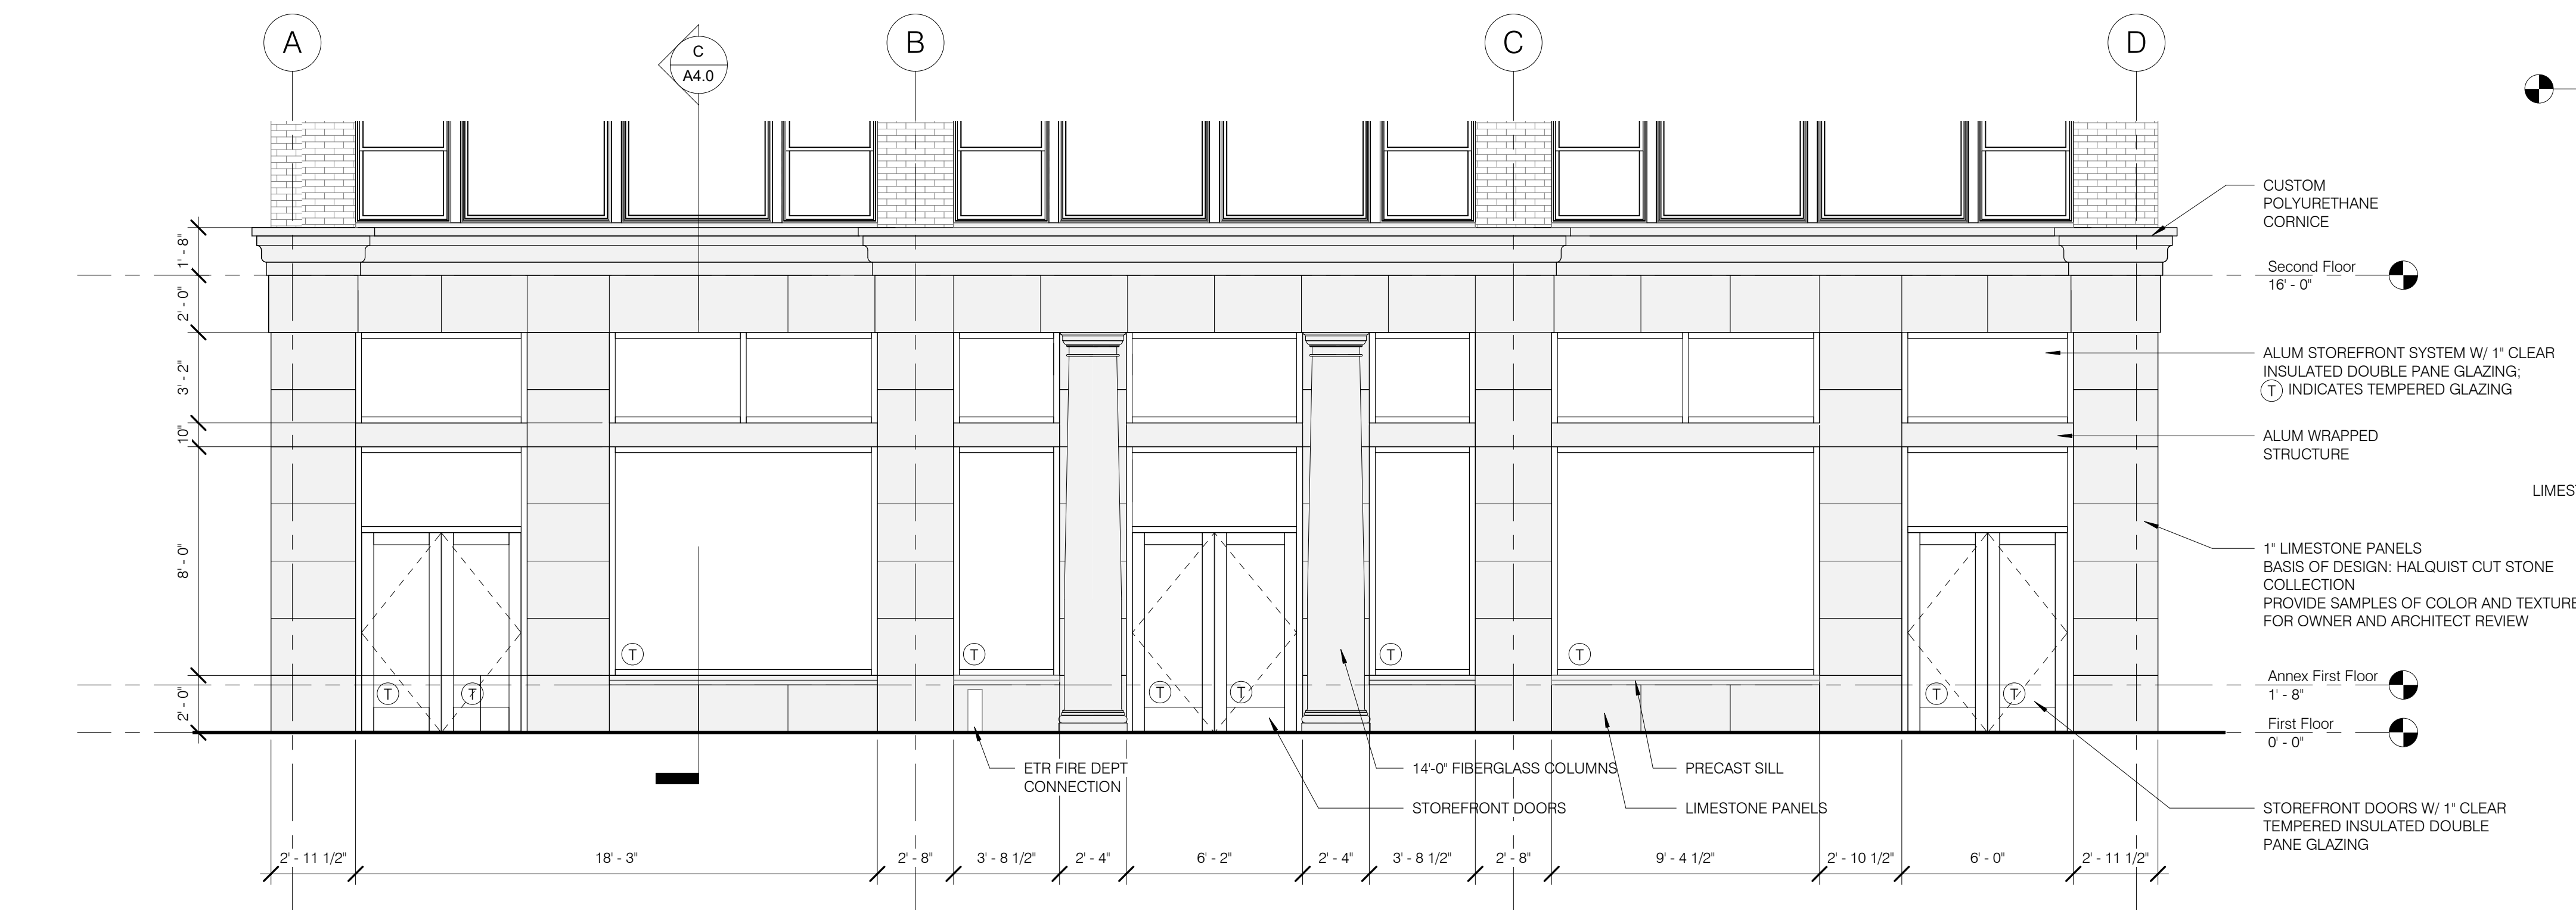 A
B
C
D
C
A4.0
CUSTOM
POLYURETHANE
CORNICE
Second Floor
16' - 0"
ALUM STOREFRONT SYSTEM W/ 1" CLEAR
INSULATED DOUBLE PANE GLAZING;
T INDICATES TEMPERED GLAZING
ALUM WRAPPED
STRUCTURE
LIMEST
1" LIMESTONE PANELS
BASIS OF DESIGN: HALQUIST CUT STONE
COLLECTION
PROVIDE SAMPLES OF COLOR AND TEXTURE
FOR OWNER AND ARCHITECT REVIEW
Annex First Floor
1' - 8"
First Floor
0' - 0"
1' - 8"
2' - 0"
3' - 2"
10"
8' - 0"
2' - 0"
T
T
T
T
T
T
T
T
T
T
ETR FIRE DEPT
CONNECTION
14'-0" FIBERGLASS COLUMNS
STOREFRONT DOORS
PRECAST SILL
LIMESTONE PANELS
STOREFRONT DOORS W/ 1" CLEAR
TEMPERED INSULATED DOUBLE
PANE GLAZING
2' - 11 1/2"
18' - 3"
2' - 8"
3' - 8 1/2"
2' - 4"
6' - 2"
2' - 4"
3' - 8 1/2"
2' - 8"
9' - 4 1/2"
2' - 10 1/2"
6' - 0"
2' - 11 1/2"